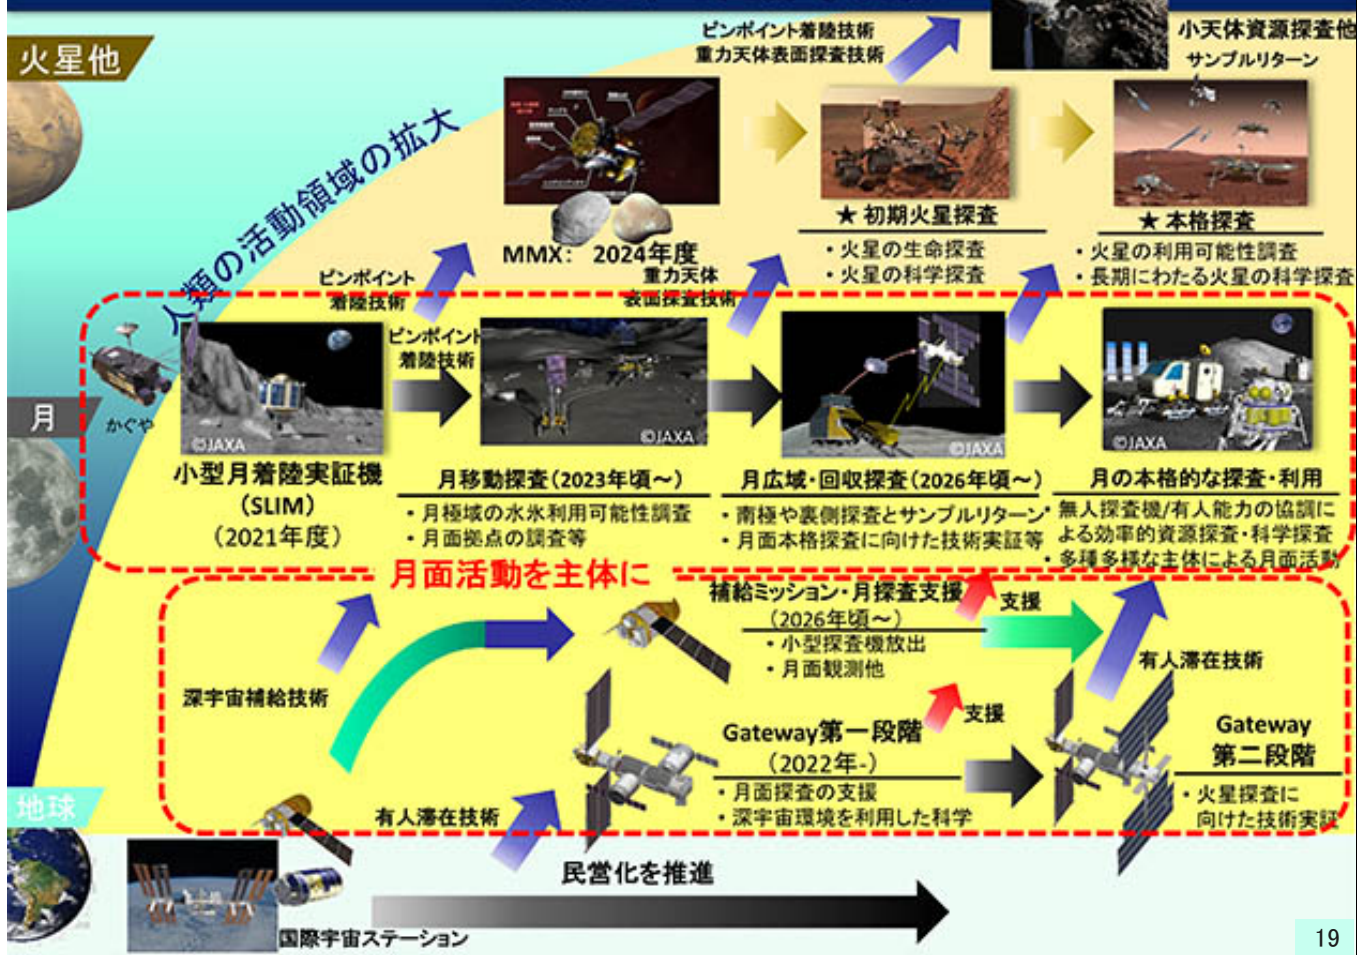 火星他
ピンポイント着陸技術
重力天体表面探査技術
小天体資源探査他
サンプルリターン
人類の活動領域の拡大
MMX： 2024年度
★ 初期火星探査
・火星の生命探査
・火星の科学探査
★ 本格探査
・火星の利用可能性調査
・長期にわたる火星の科学探査
ピンポイント
着陸技術
重力天体
表面探査技術
ピンポイント
着陸技術
月
かぐや
©JAXA
©JAXA
©JAXA
©JAXA
小型月着陸実証機
（SLIM）
（2021年度）
月移動探査（2023年頃～）
・月極域の水氷利用可能性調査
・月面拠点の調査等
月広域・回収探査（2026年頃～）
・南極や裏側探査とサンプルリターン
・月面本格探査に向けた技術実証等
月の本格的な探査・利用
・無人探査機/有人能力の協調に
よる効率的資源探査・科学探査
・多種多様な主体による月面活動
月面活動を主体に
深宇宙補給技術
補給ミッション・月探査支援
（2026年頃～）
・小型探査機放出
・月面観測他
支援
有人滞在技術
支援
Gateway第一段階
（2022年-）
・月面探査の支援
・深宇宙環境を利用した科学
Gateway
第二段階
・火星探査に
向けた技術実証
地球
有人滞在技術
民営化を推進
国際宇宙ステーション
19